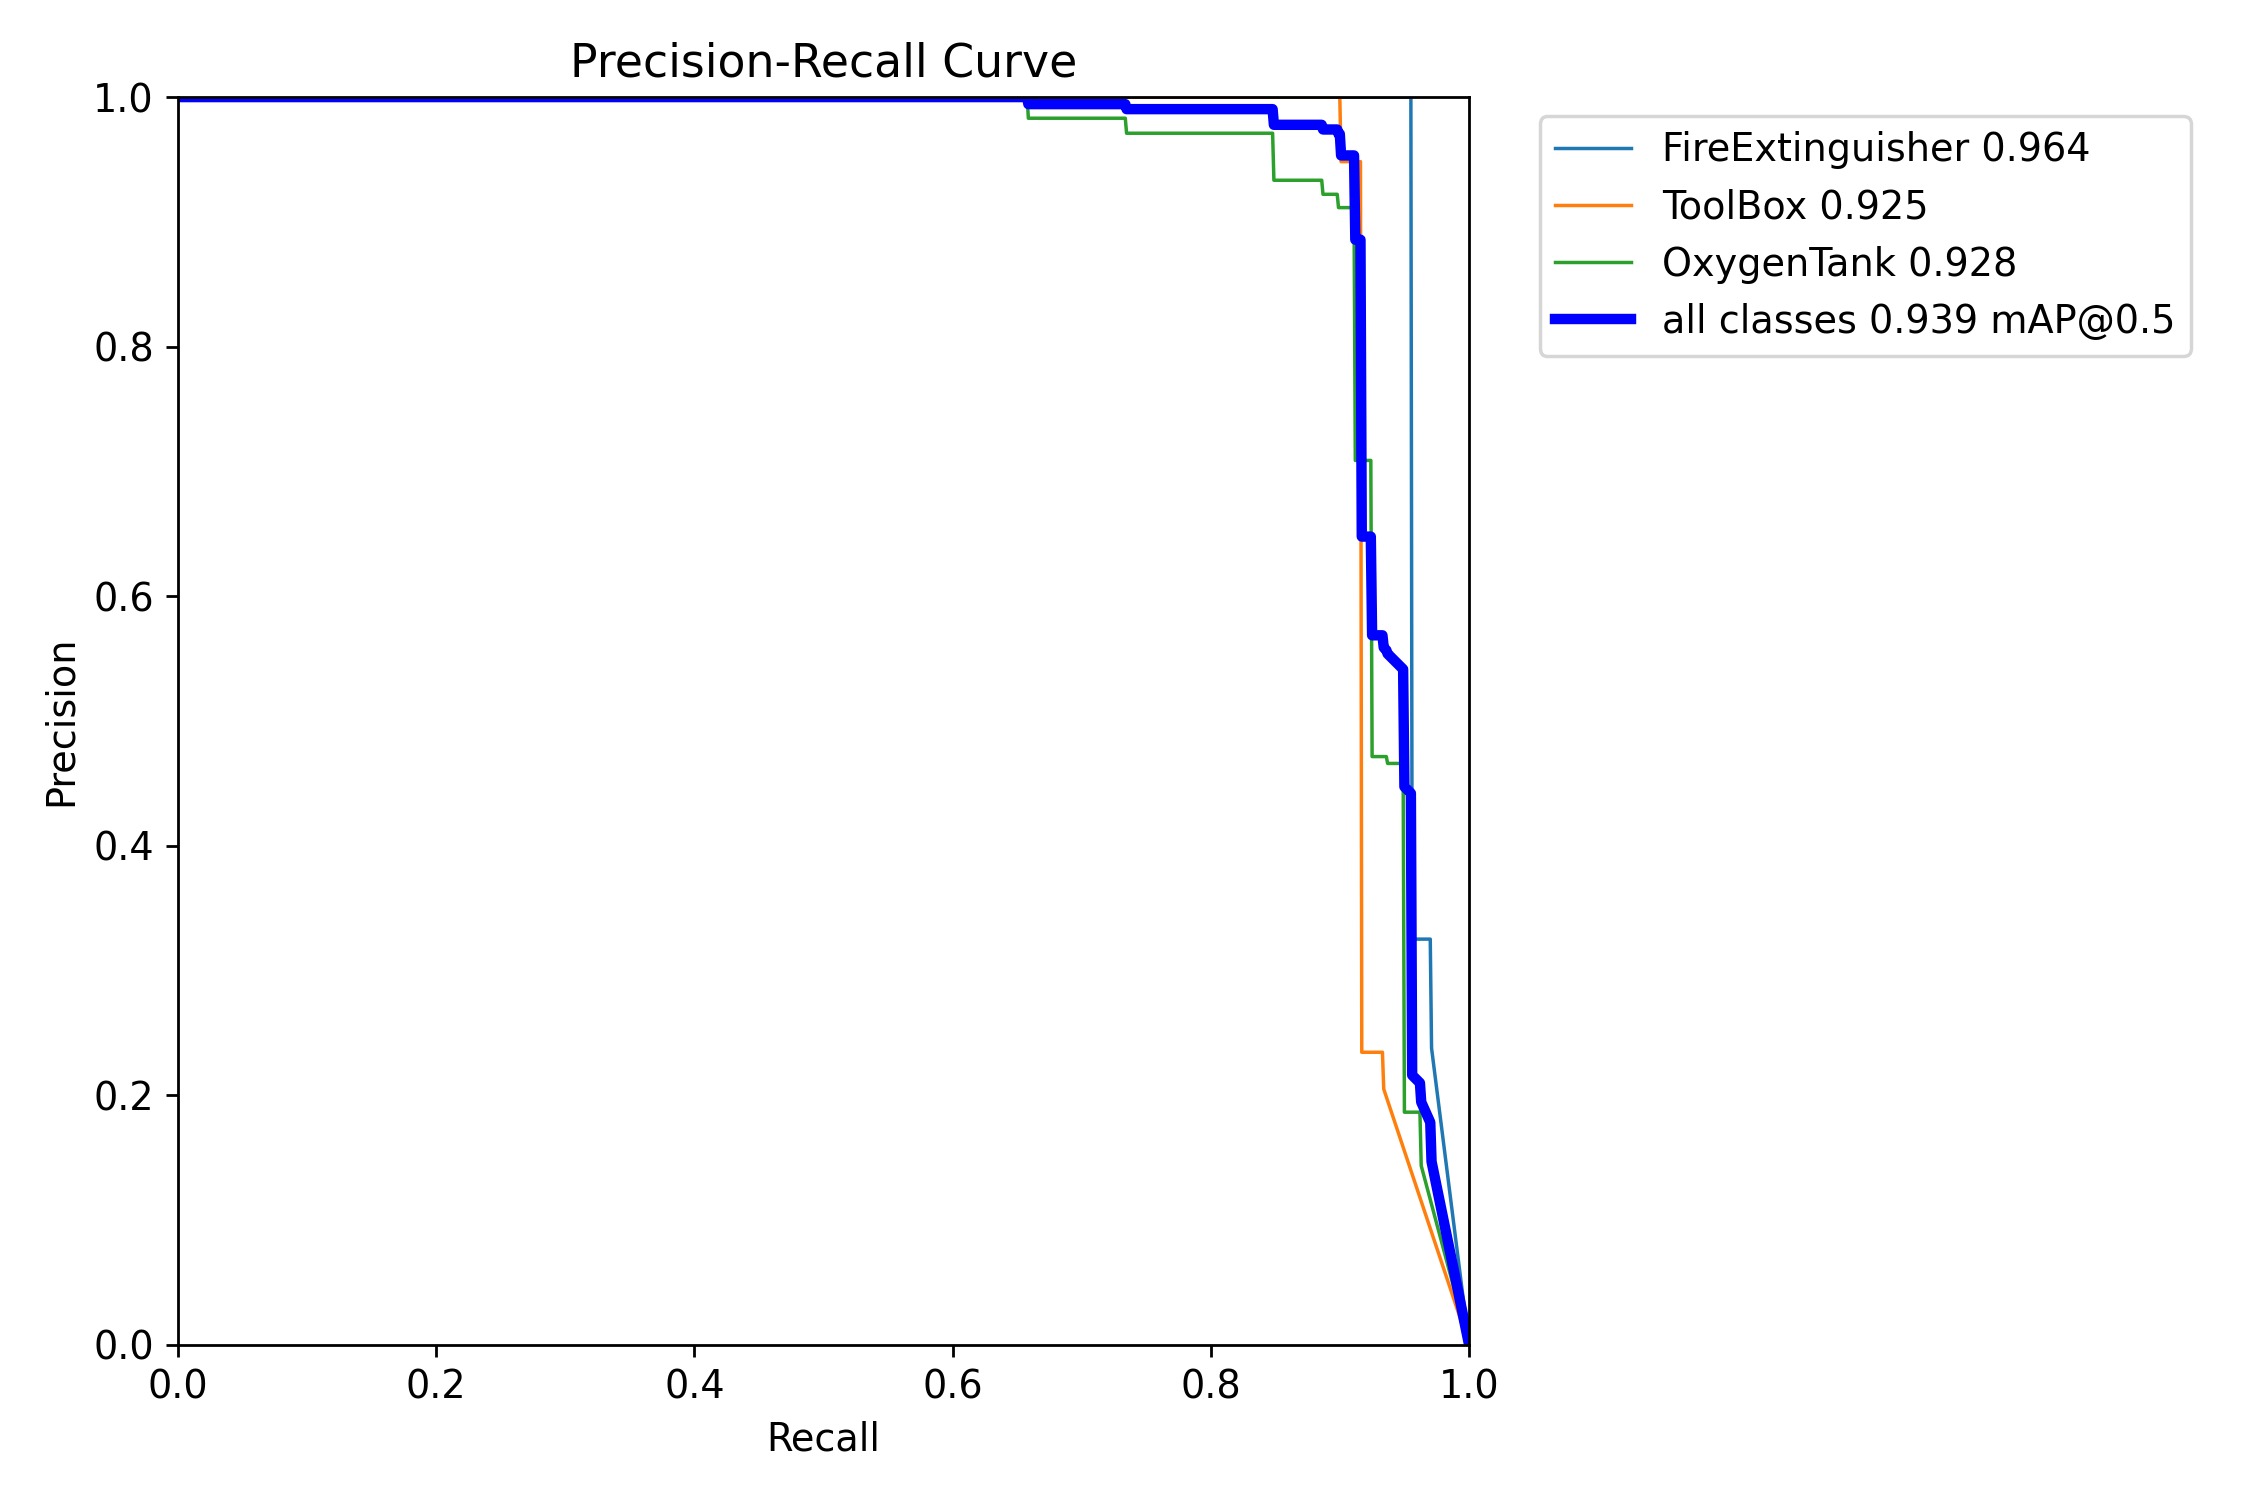 Precision-Recall Curve
1.0
0.8
0.6
0.4
0.2
0.0
Precision
0.0 0.2 0.4 0.6 0.8 1.0
Recall
FireExtinguisher 0.964
ToolBox 0.925
OxygenTank 0.928
all classes 0.939 mAP@0.5